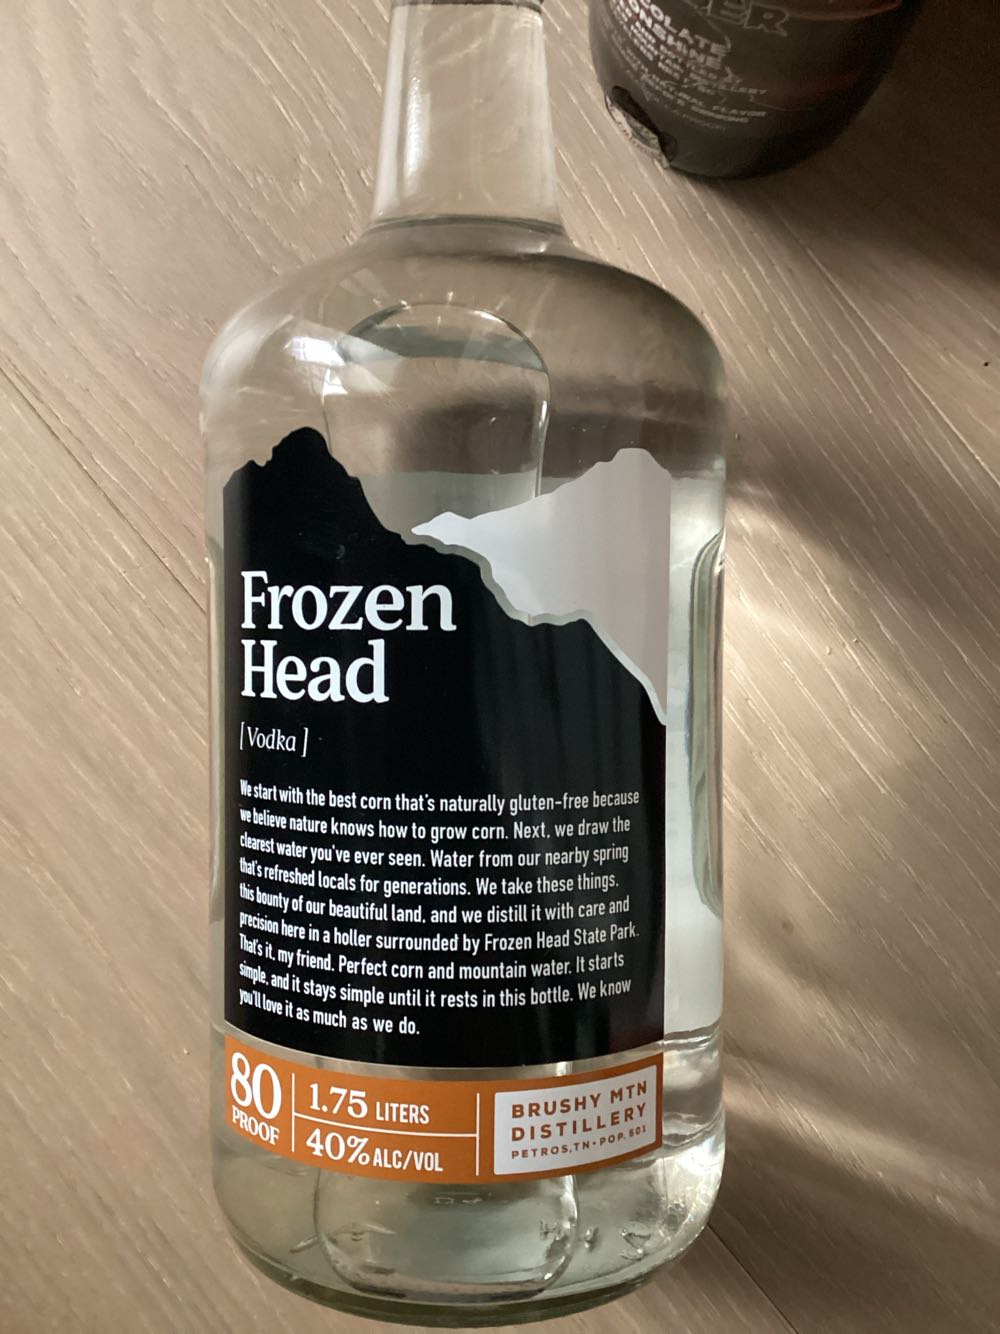 COLATE
Frozen
Head
[Vodka]
We start with the best corn that's naturally gluten-free because
we believe nature knows how to grow corn. Next, we draw the
clearest water you've ever seen. Water from our nearby spring
that's refreshed locals for generations. We take these things,
this bounty of our beautiful land, and we distill it with care and
precision here in a holler surrounded by Frozen Head State Park.
That's it, my friend. Perfect corn and mountain water. It starts
simple, and it stays simple until it rests in this bottle. We know
you'll love it as much as we do.
80
PROOF
1.75 LITERS
40% ALC/VOL
BRUSHY MTN
DISTILLERY
PETROS, TN • POP. 501